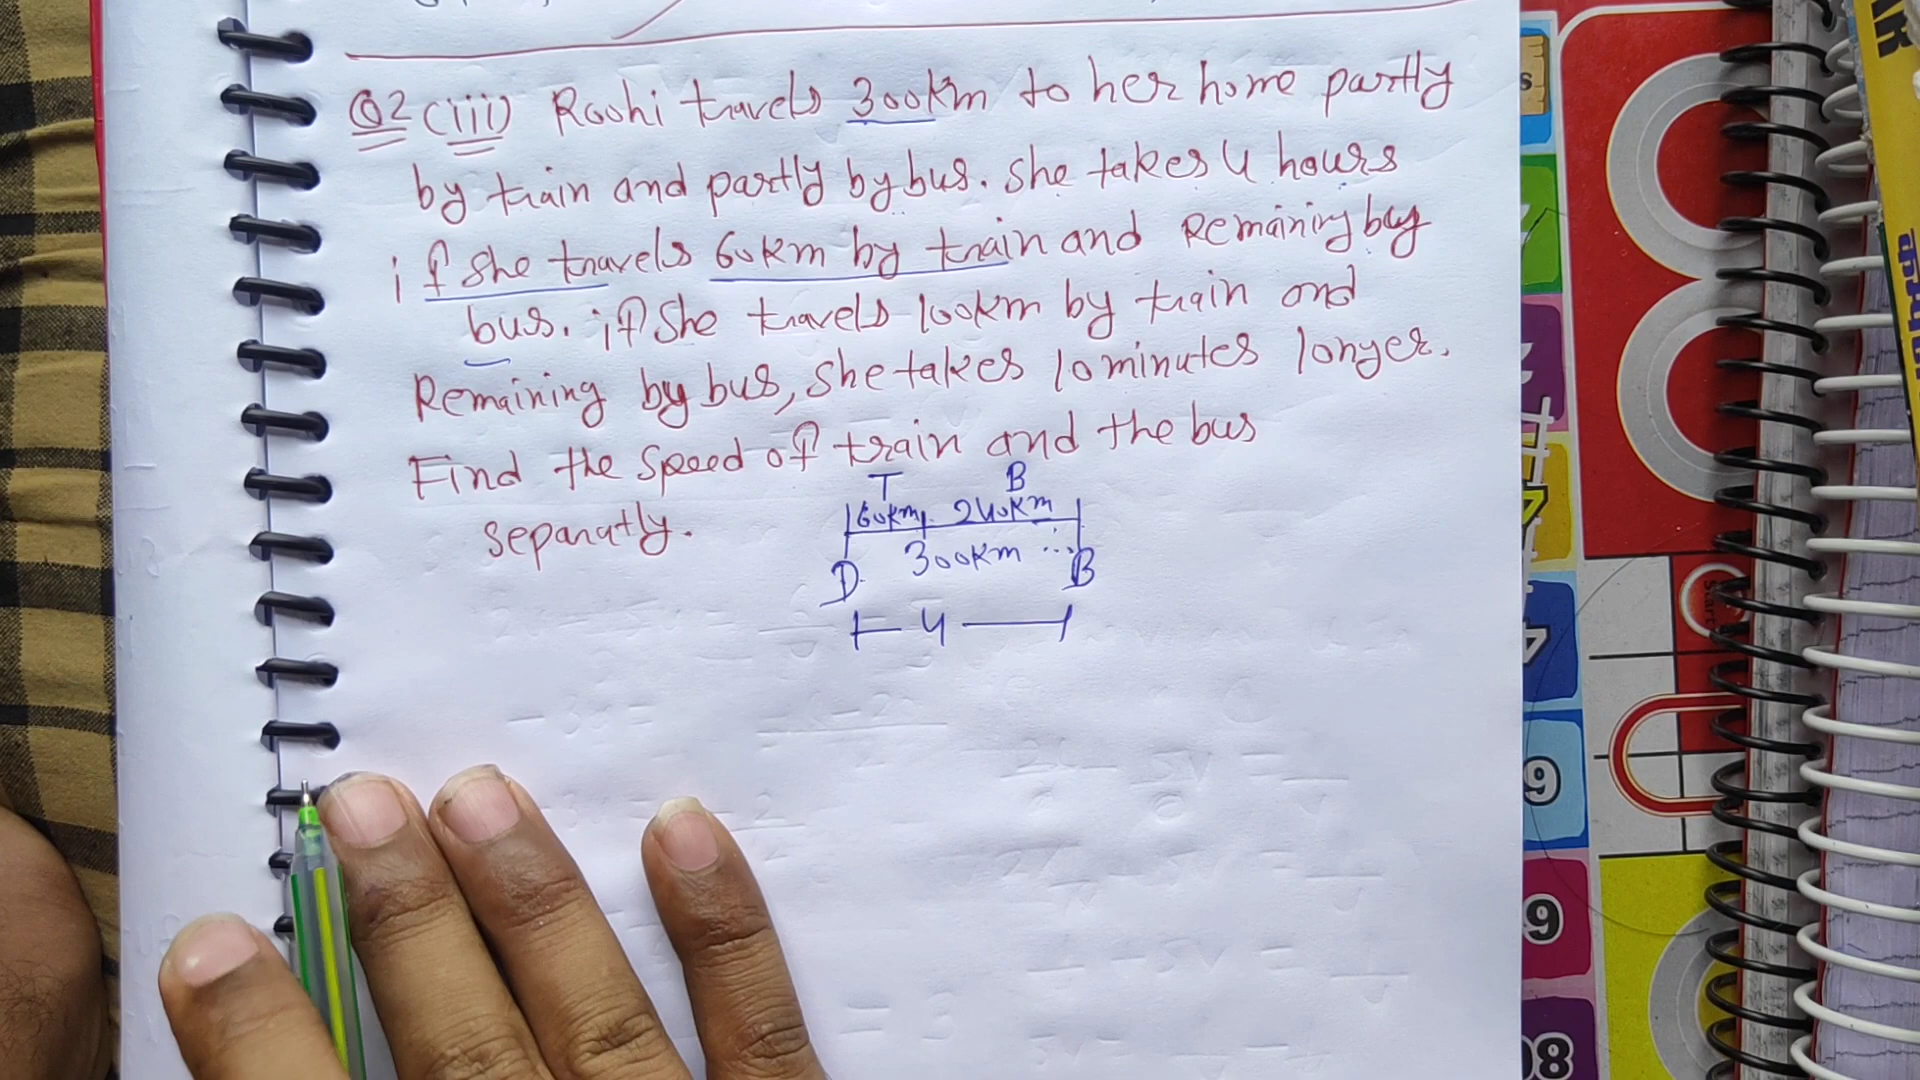 Q2 (iii) Roohi travels 300km to her home partly
by train and partly by bus. She takes 4 hours
if She travels 60km by train and Remaining buy
bus. if She travels 100km by train and
Remaining by bus, She takes 10 minutes longer.
Find the Speed of train and the bus
separatly.
T B
60km 240km
300km ...
D B
4